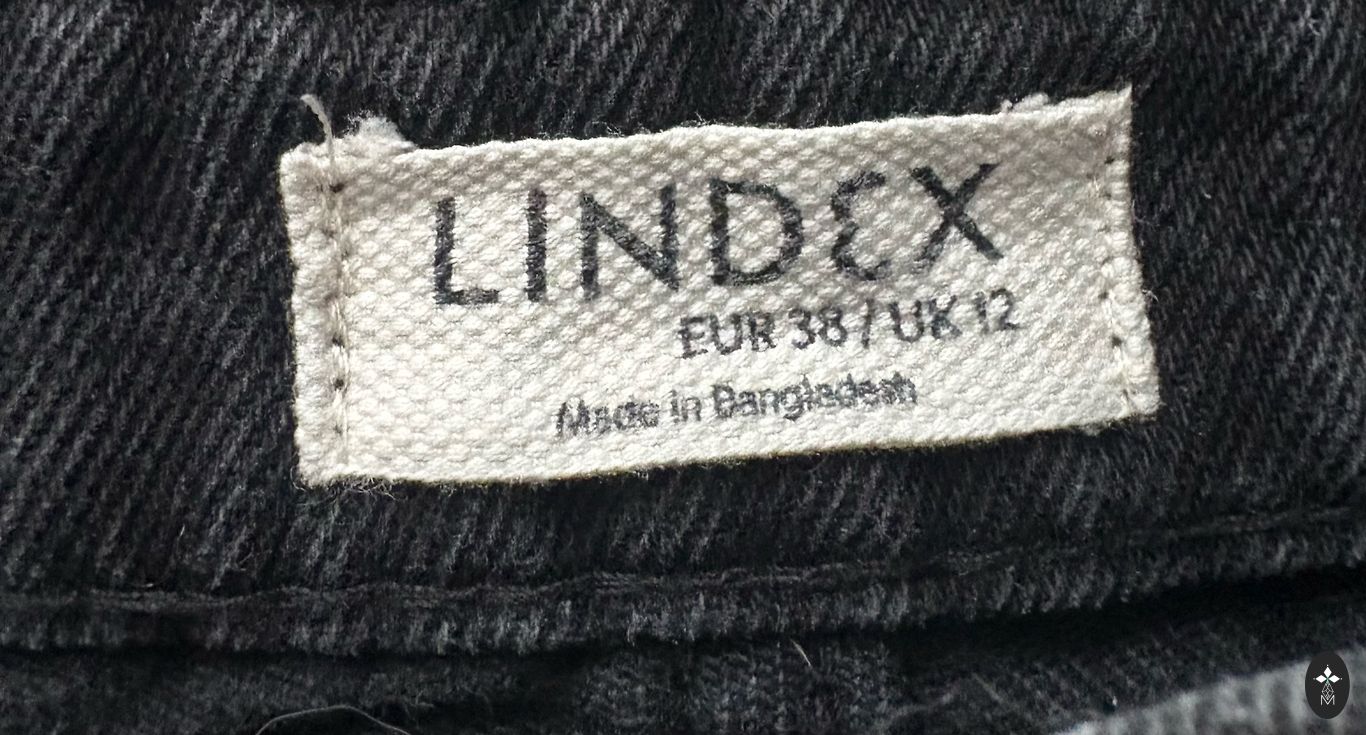 LINDEX
EUR 38 / UK 12
Made in Bangladesh
M